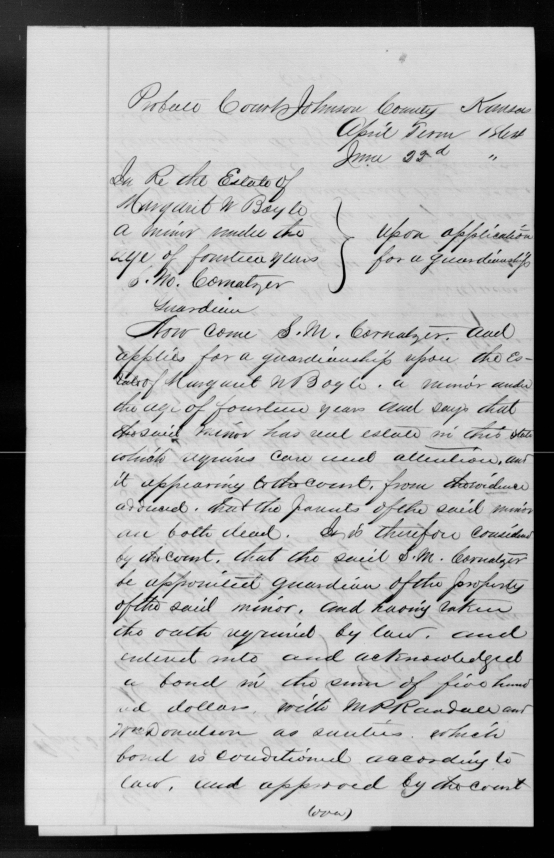 Probate Court Johnson County Kansas
April Term 1864
June 22d "
In Re the Estate of
Margaret W Boyle
a minor under the
age of fourteen years
S. M. Cornatzer
Guardian
upon application
for a guardianship
Now come S. M. Cornatzer. and
applies for a guardianship upon the Es-
tate of Margaret W Boyle. a minor under
the age of fourteen years and says that
the said minor has real estate in this state
which requires care and attention, and
it appearing to the court, from the evidence
adduced. that the parents of the said minor
are both dead. It is therefore considered
by the court, that the said S. M. Cornatzer
be appointed guardian of the property
of the said minor. and having taken
the oath required by law. and
entered into and acknowledged
a bond in the sum of five hund
red dollars. with M P Randall and
Wm Donelson as sureties. which
bond is conditioned according to
law, and approved by the court
(over)